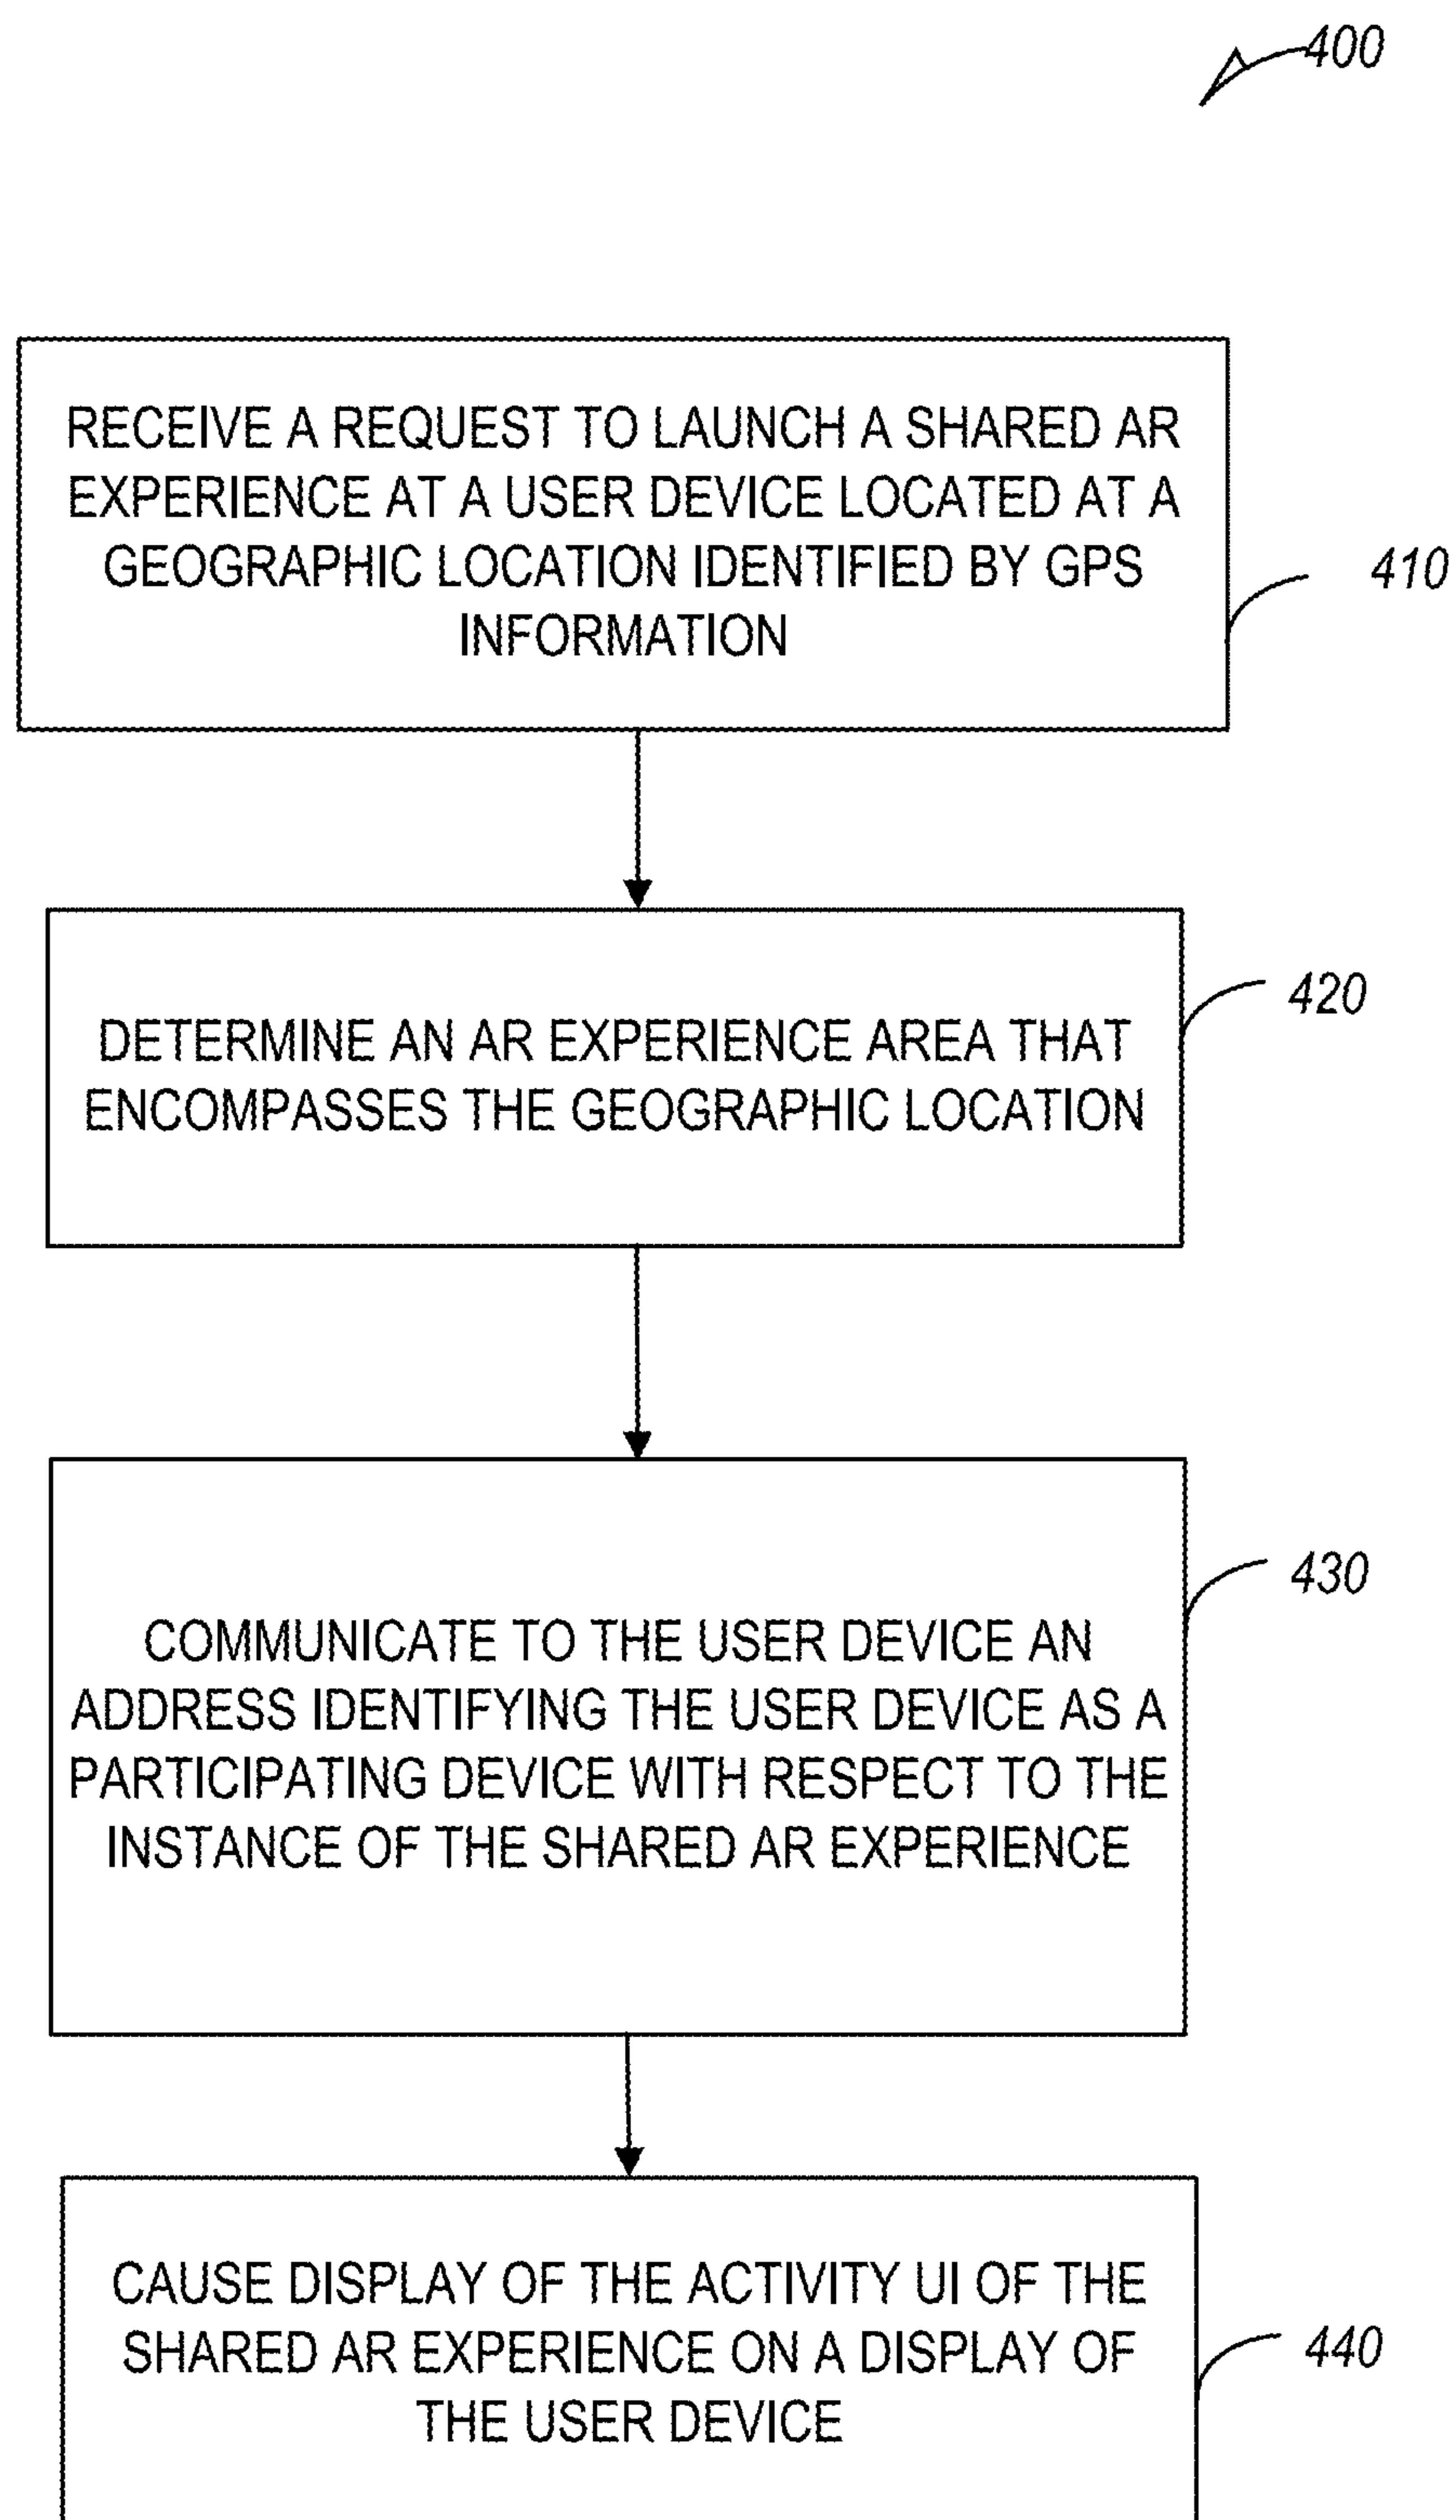 400
RECEIVE A REQUEST TO LAUNCH A SHARED AR
EXPERIENCE AT A USER DEVICE LOCATED AT A
GEOGRAPHIC LOCATION IDENTIFIED BY GPS
INFORMATION
410
DETERMINE AN AR EXPERIENCE AREA THAT
ENCOMPASSES THE GEOGRAPHIC LOCATION
420
COMMUNICATE TO THE USER DEVICE AN
ADDRESS IDENTIFYING THE USER DEVICE AS A
PARTICIPATING DEVICE WITH RESPECT TO THE
INSTANCE OF THE SHARED AR EXPERIENCE
430
CAUSE DISPLAY OF THE ACTIVITY UI OF THE
SHARED AR EXPERIENCE ON A DISPLAY OF
THE USER DEVICE
440